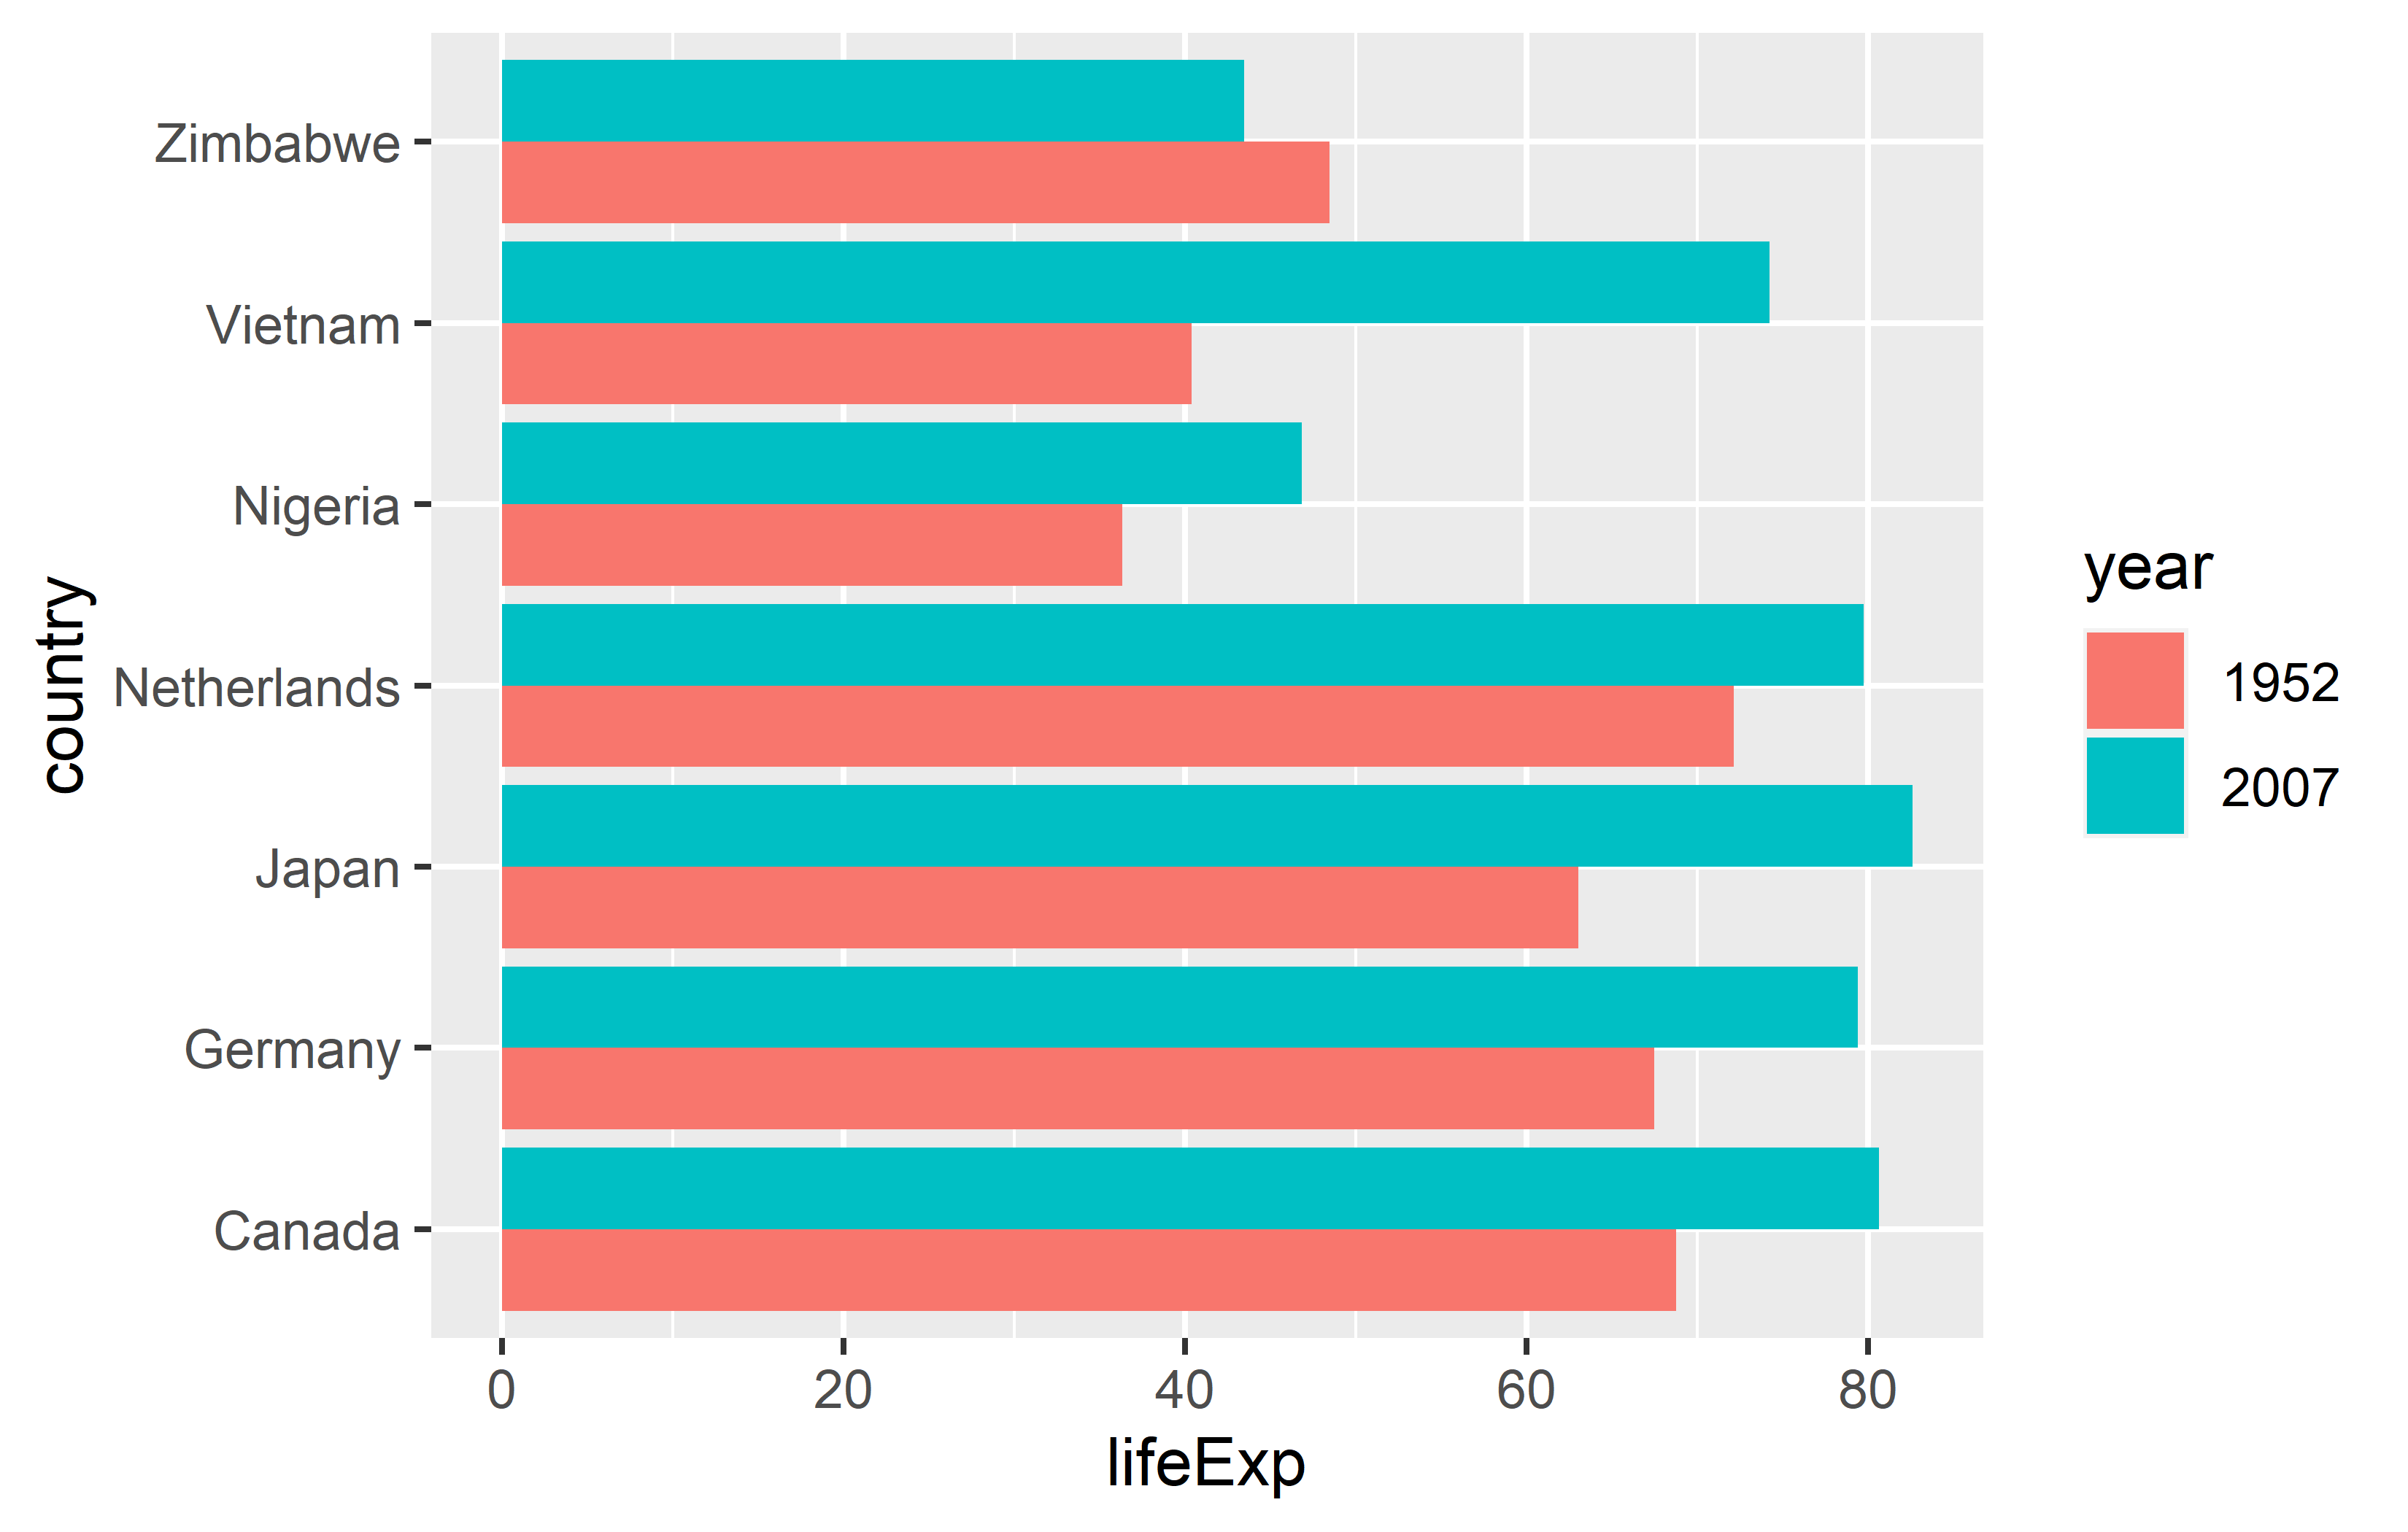 country
Zimbabwe
Vietnam
Nigeria
Netherlands
Japan
Germany
Canada
0 20 40 60 80
lifeExp
year
1952
2007